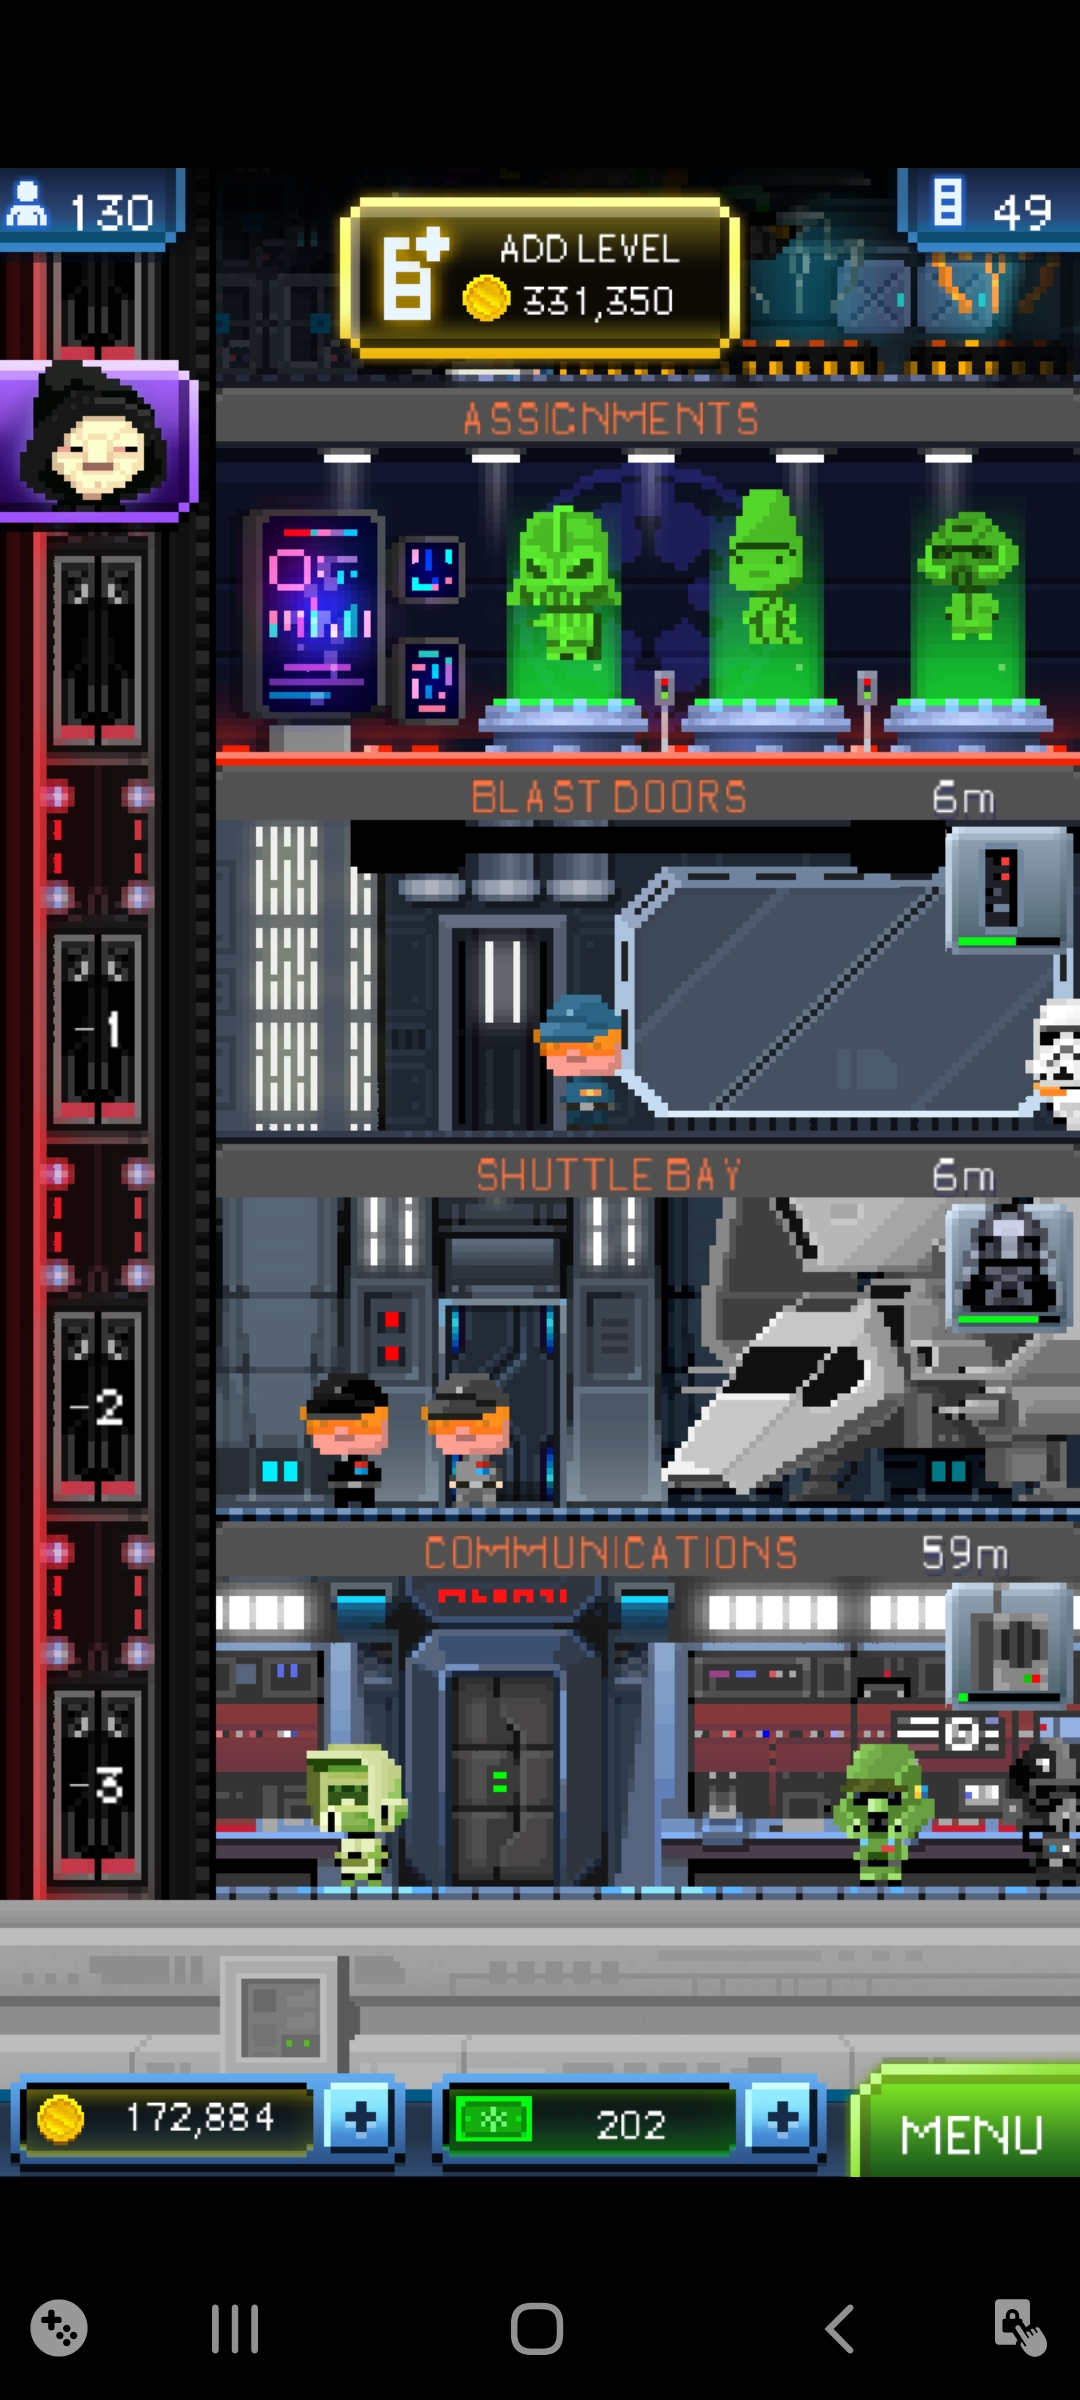 130
ADD LEVEL
331,350
49
ASSIGNMENTS
BLAST DOORS 6m
-1
SHUTTLE BAY 6m
-2
COMMUNICATIONS 59m
-3
172,884
202
MENU